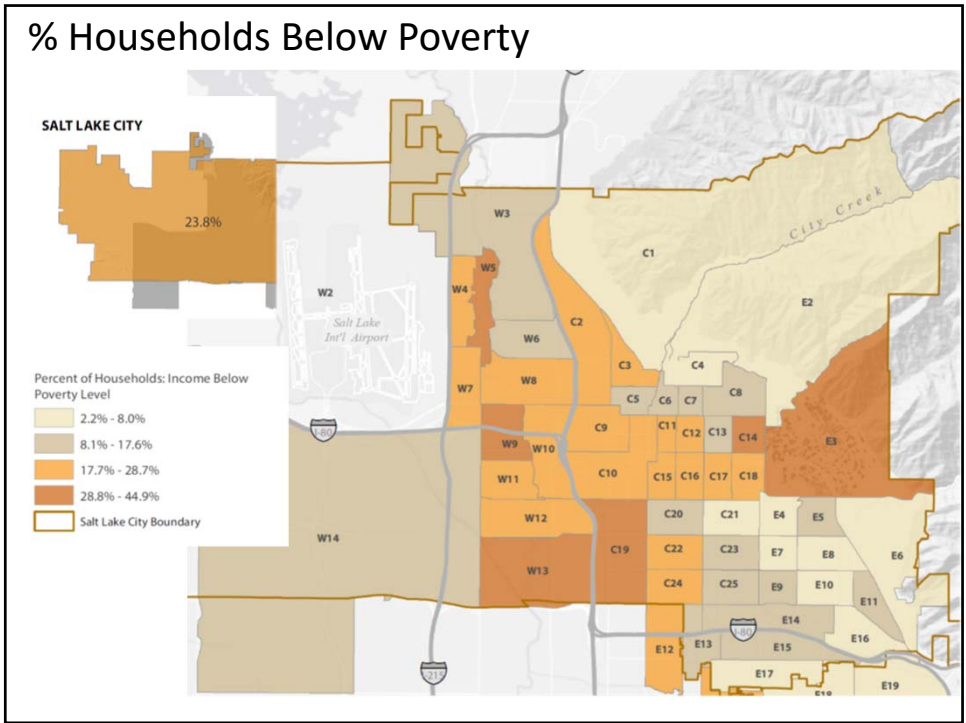 % Households Below Poverty
SALT LAKE CITY
23.8%
Percent of Households: Income Below
Poverty Level
2.2% - 8.0%
8.1% - 17.6%
17.7% - 28.7%
28.8% - 44.9%
Salt Lake City Boundary
City Creek
W3
C1
W5
W4
W2
E2
Salt Lake
Int'l Airport
C2
W6
C3
C4
W7
W8
C8
C5
C6
C7
I-80
C9
C11
C12
C13
C14
E3
W9
W10
W11
C10
C15
C16
C17
C18
W12
C20
C21
E4
E5
W14
C19
C22
C23
E7
E8
E6
W13
C24
C25
E9
E10
E11
E14
I-80
E16
E12
E13
E15
I-215
E17
E18
E19